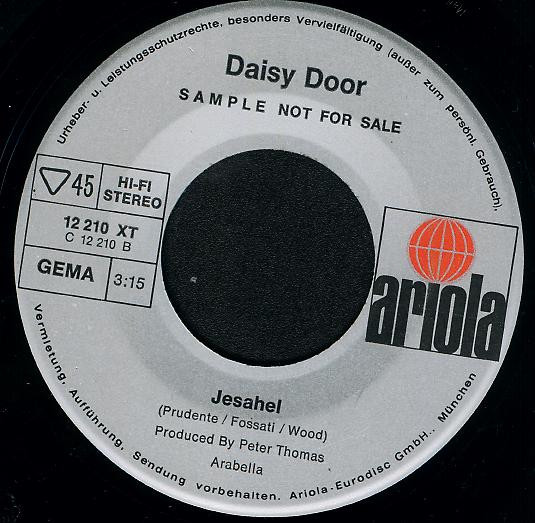 Urheber- u. Leistungsschutzrechte, besonders Vervielfältigung (außer zum persönl. Gebrauch),
Daisy Door
SAMPLE NOT FOR SALE
45
HI-FI
STEREO
12 210 XT
C 12 210 B
GEMA
3:15
ariola
Jesahel
(Prudente / Fossati / Wood)
Produced By Peter Thomas
Arabella
Vermietung, Aufführung, Sendung vorbehalten. Ariola-Eurodisc GmbH., München